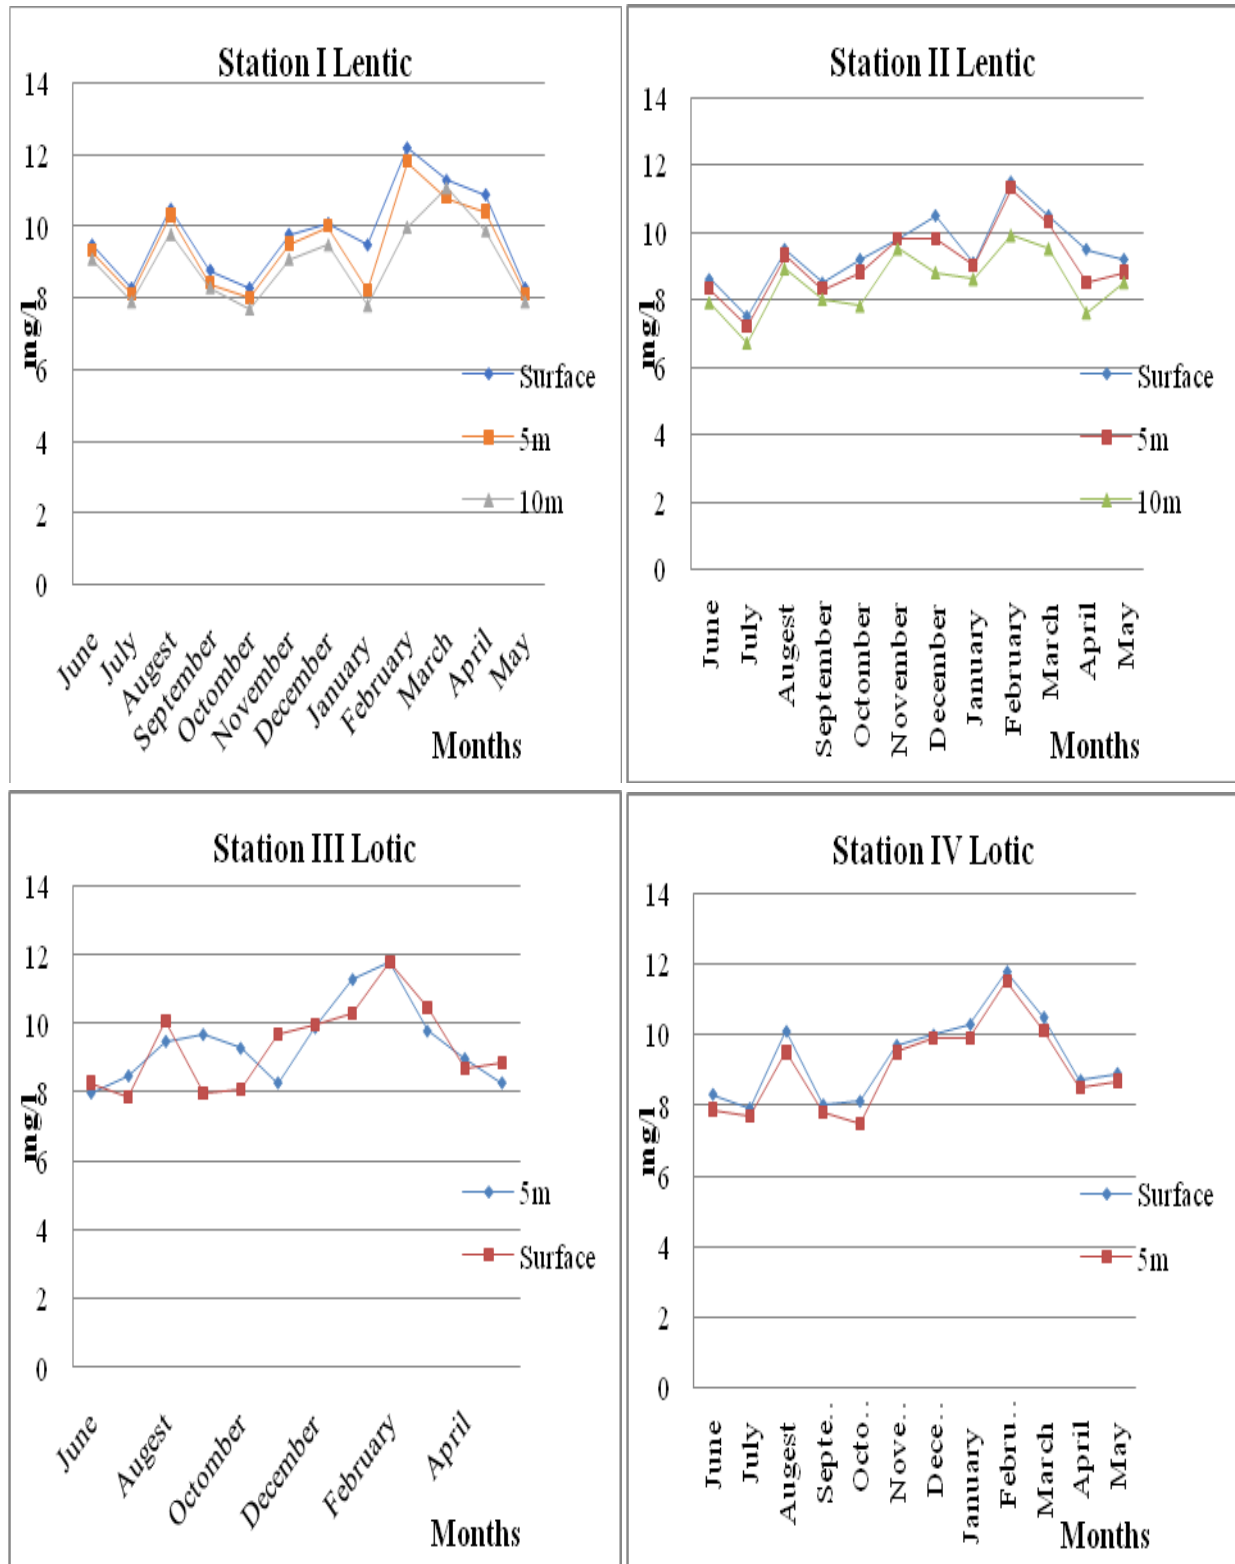 Station I Lentic
14
12
10
8
6
4
2
0
mg/l
Surface
5m
10m
June
July
Augest
September
Octomber
November
December
January
February
March
April
May
Months
Station II Lentic
14
12
10
8
6
4
2
0
mg/l
Surface
5m
10m
June
July
Augest
September
Octomber
November
December
January
February
March
April
May
Months
Station III Lotic
14
12
10
8
6
4
2
0
mg/l
5m
Surface
June
Augest
Octomber
December
February
April
Months
Station IV Lotic
14
12
10
8
6
4
2
0
mg/l
Surface
5m
June
July
Augest
Septe..
Octo..
Nove..
Dece..
January
Febru..
March
April
May
Months